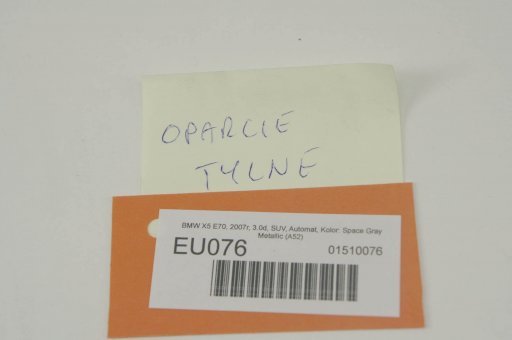 OPARCIE
TYLNE
BMW X5 E70, 2007r, 3.0d, SUV, Automat, Kolor: Space Gray
Metallic (A52)
EU076 01510076